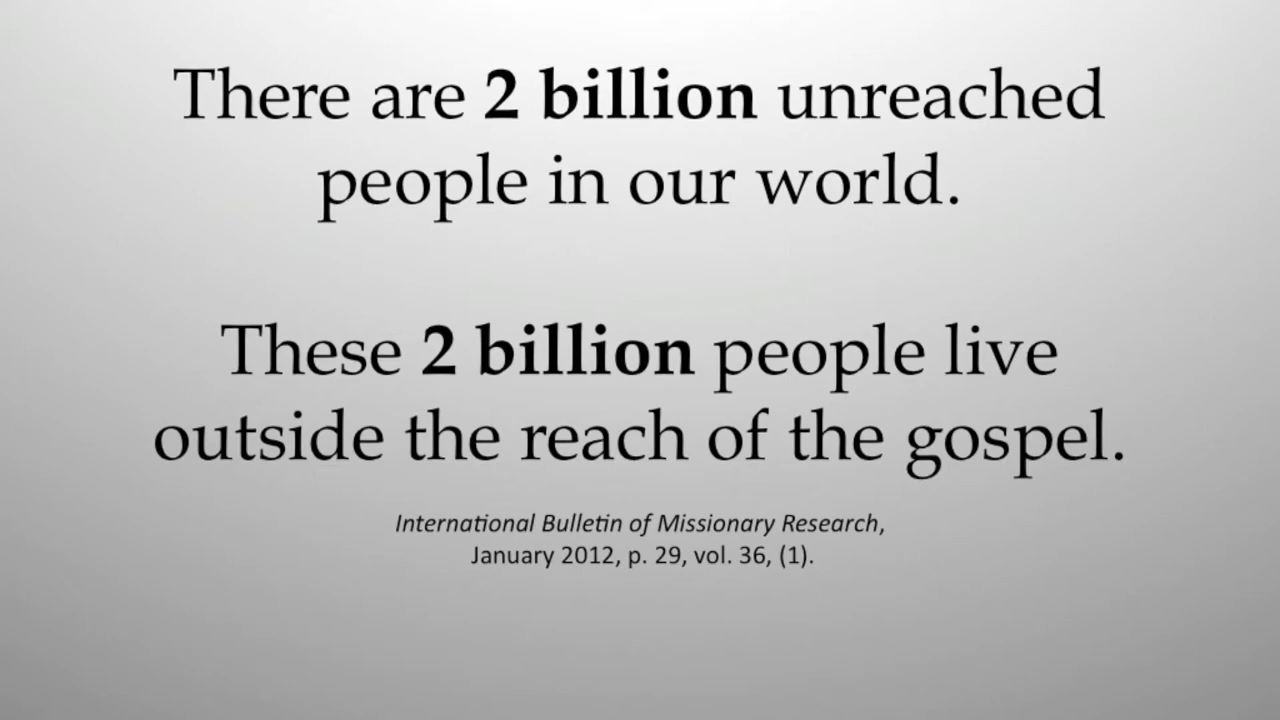 There are 2 billion unreached
people in our world.
These 2 billion people live
outside the reach of the gospel.
International Bulletin of Missionary Research,
January 2012, p. 29, vol. 36, (1).